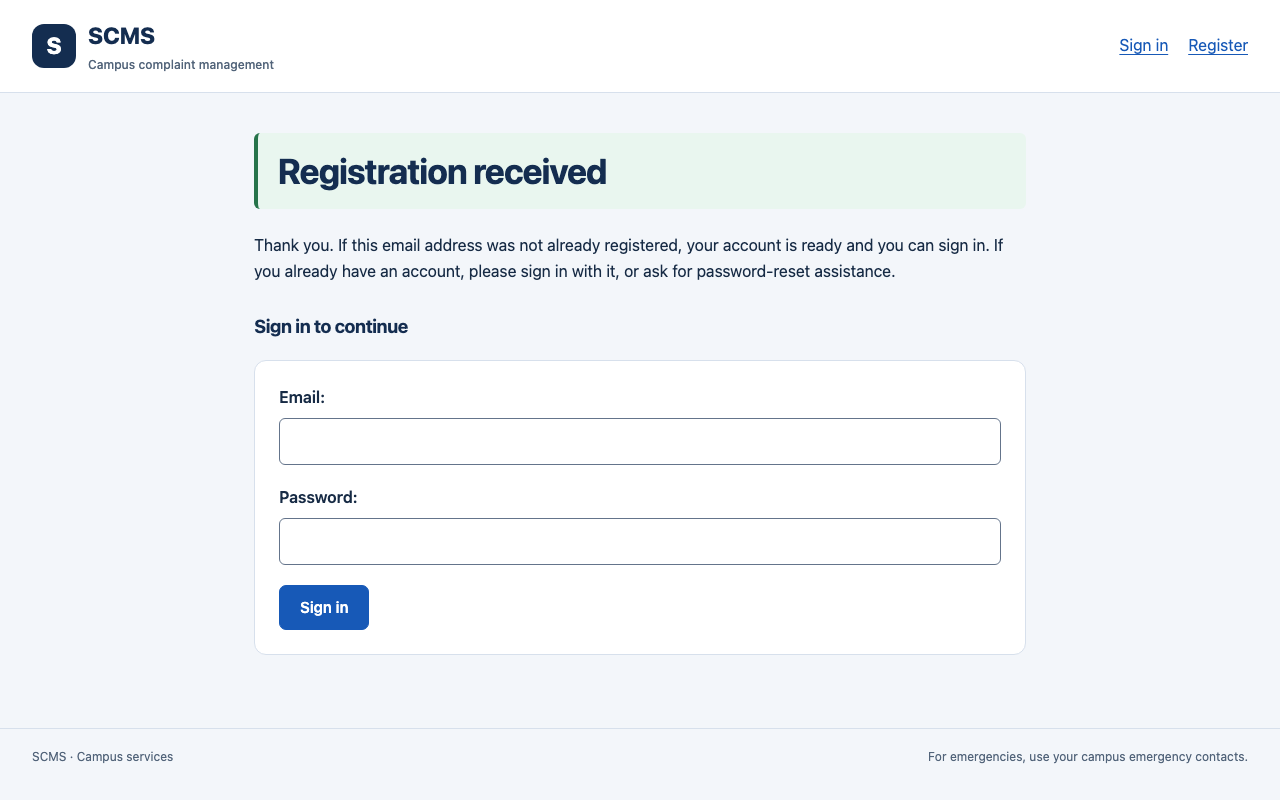 S
SCMS
Campus complaint management
Sign in
Register
Registration received
Thank you. If this email address was not already registered, your account is ready and you can sign in. If
you already have an account, please sign in with it, or ask for password-reset assistance.
Sign in to continue
Email:
Password:
Sign in
SCMS · Campus services
For emergencies, use your campus emergency contacts.